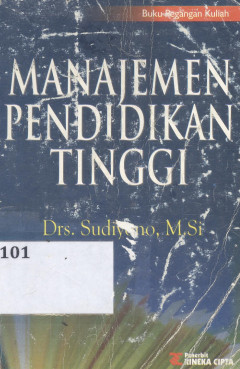 Buku Pegangan Kuliah
MANAJEMEN
PENDIDIKAN
TINGGI
Drs. Sudiyono, M.Si
101
Penerbit
RINEKA CIPTA